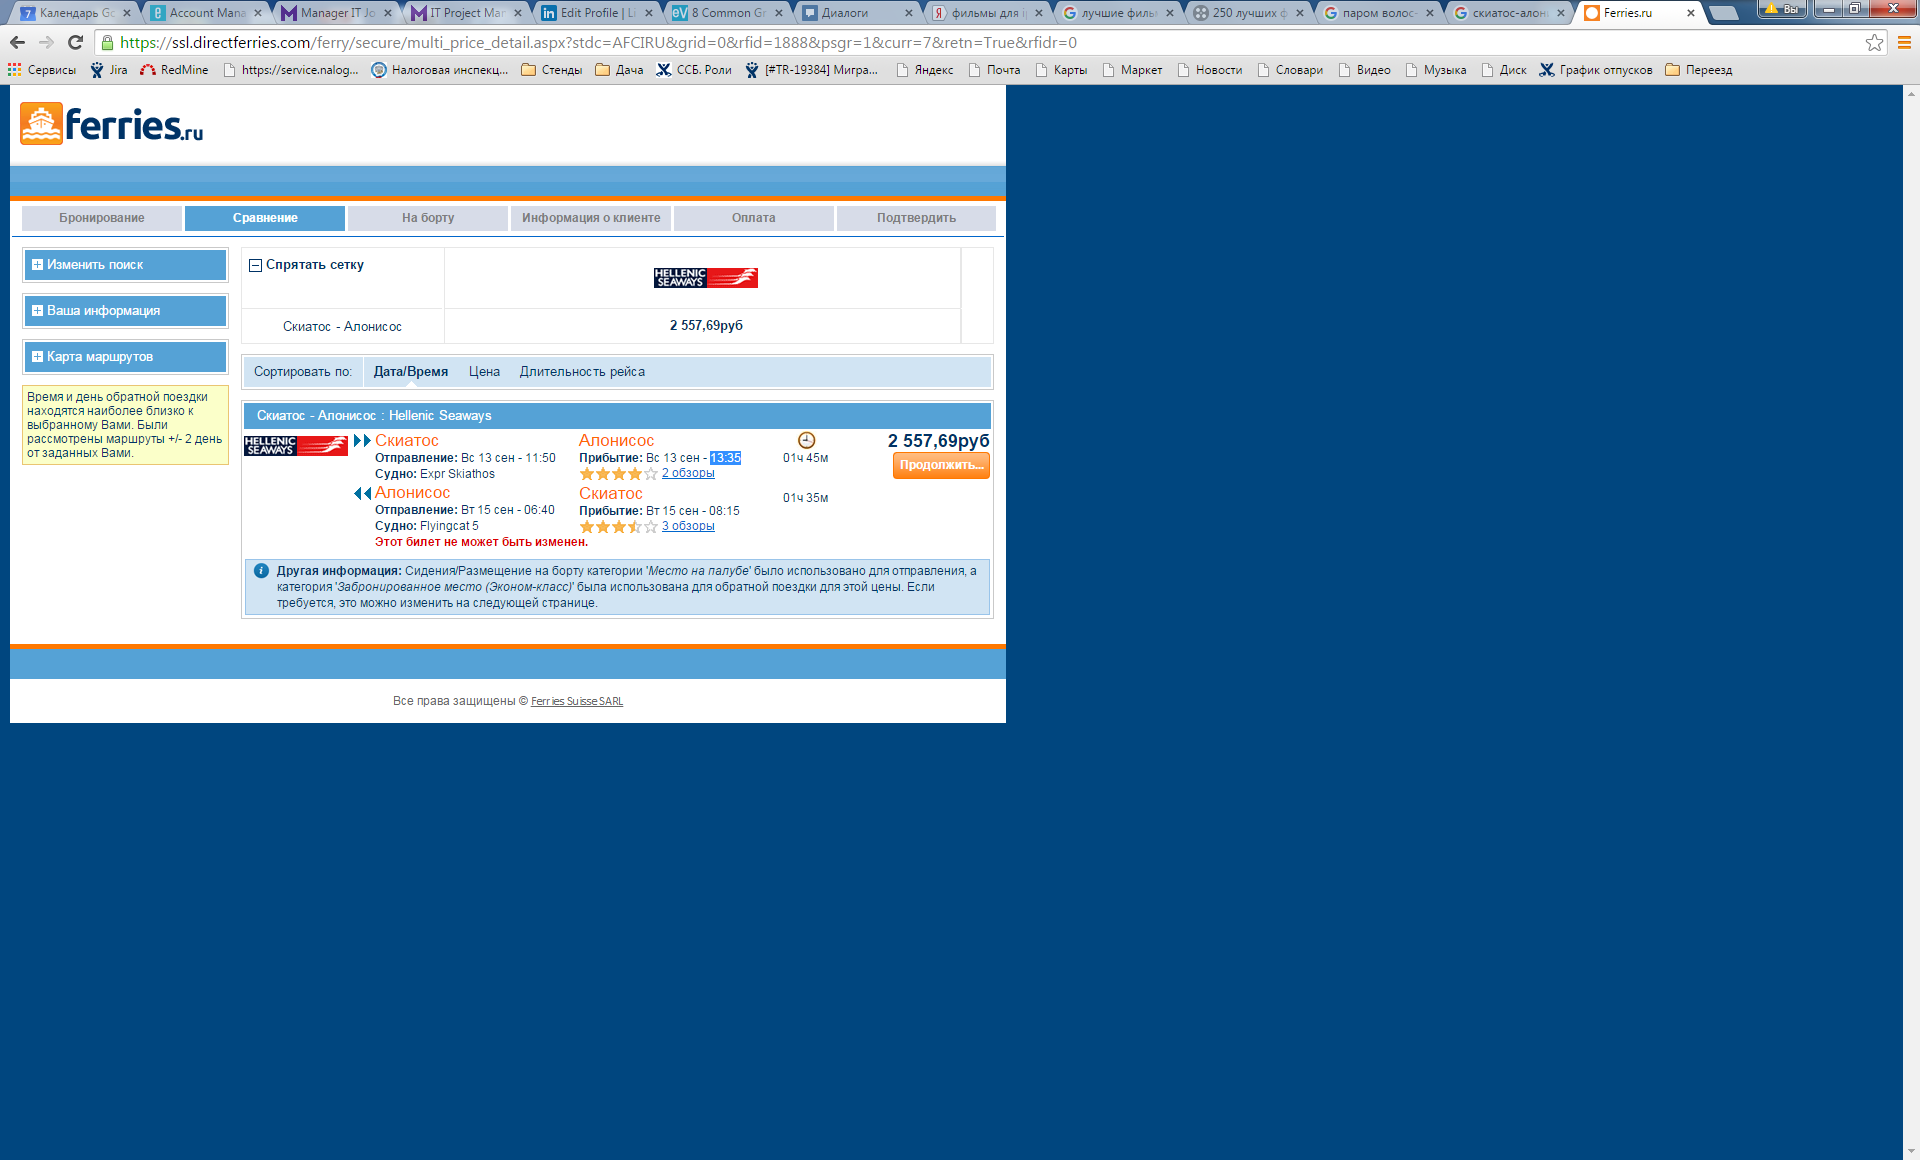 Календарь Go
Account Mana
Manager IT Jo
IT Project Man
Edit Profile | Li
8 Common Gr
Диалоги
фильмы для ip
лучшие фильм
250 лучших ф
паром волос-
скиатос-алони
Ferries.ru
Вы
https://ssl.directferries.com/ferry/secure/multi_price_detail.aspx?stdc=AFCIRU&grid=0&rfid=1888&psgr=1&curr=7&retn=True&rfidr=0
Сервисы
Jira
RedMine
https://service.nalog...
Налоговая инспекц...
Стенды
Дача
ССБ. Роли
[#TR-19384] Мигра...
Яндекс
Почта
Карты
Маркет
Новости
Словари
Видео
Музыка
Диск
График отпусков
Переезд
ferries.ru
Бронирование
Сравнение
На борту
Информация о клиенте
Оплата
Подтвердить
Изменить поиск
Ваша информация
Карта маршрутов
Время и день обратной поездки
находятся наиболее близко к
выбранному Вами. Были
рассмотрены маршруты +/- 2 день
от заданных Вами.
Спрятать сетку
HELLENIC
SEAWAYS
Скиатос - Алонисос
2 557,69руб
Сортировать по:
Дата/Время
Цена
Длительность рейса
Скиатос - Алонисос : Hellenic Seaways
HELLENIC
SEAWAYS
Скиатос
Отправление: Вс 13 сен - 11:50
Судно: Expr Skiathos
Алонисос
Прибытие: Вс 13 сен - 13:35
2 обзоры
01ч 45м
2 557,69руб
Продолжить...
Алонисос
Отправление: Вт 15 сен - 06:40
Судно: Flyingcat 5
Этот билет не может быть изменен.
Скиатос
Прибытие: Вт 15 сен - 08:15
3 обзоры
01ч 35м
Другая информация: Сидения/Размещение на борту категории 'Место на палубе' было использовано для отправления, а
категория 'Забронированное место (Эконом-класс)' была использована для обратной поездки для этой цены. Если
требуется, это можно изменить на следующей странице.
Все права защищены © Ferries Suisse SARL